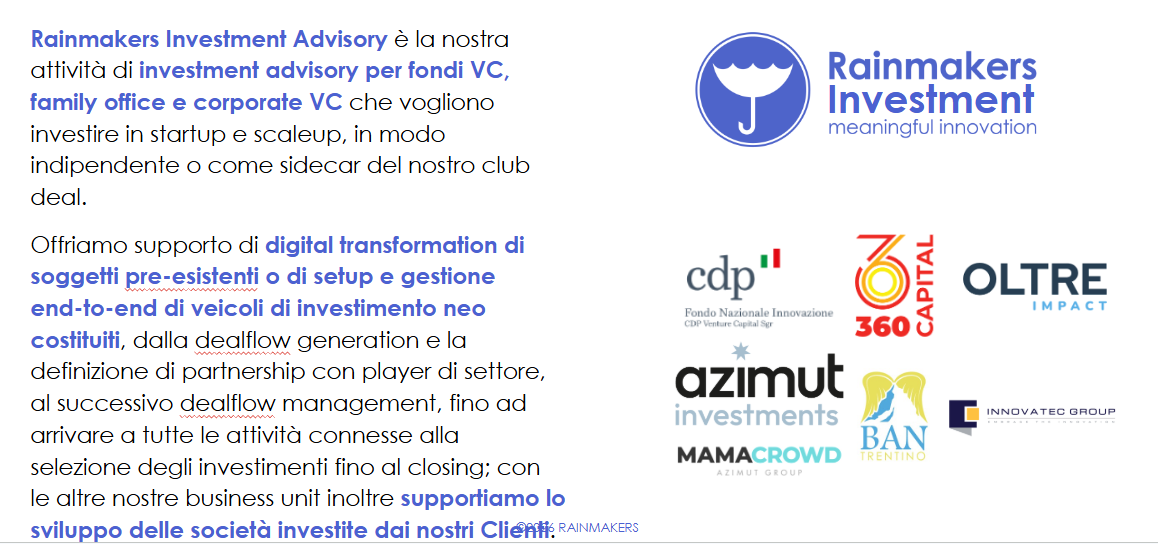 Rainmakers Investment Advisory è la nostra
attività di investment advisory per fondi VC,
family office e corporate VC che vogliono
investire in startup e scaleup, in modo
indipendente o come sidecar del nostro club
deal.
Offriamo supporto di digital transformation di
soggetti pre-esistenti o di setup e gestione
end-to-end di veicoli di investimento neo
costituiti, dalla dealflow generation e la
definizione di partnership con player di settore,
al successivo dealflow management, fino ad
arrivare a tutte le attività connesse alla
selezione degli investimenti fino al closing; con
le altre nostre business unit inoltre supportiamo lo
sviluppo delle società investite dai nostri Clienti.
Rainmakers
Investment
meaningful innovation
cdp
Fondo Nazionale Innovazione
CDP Venture Capital Sgr
360
CAPITAL
OLTRE
IMPACT
azimut
investments
MAMACROWD
AZIMUT GROUP
BAN
TRENTINO
INNOVATEC GROUP
RAINMAKERS